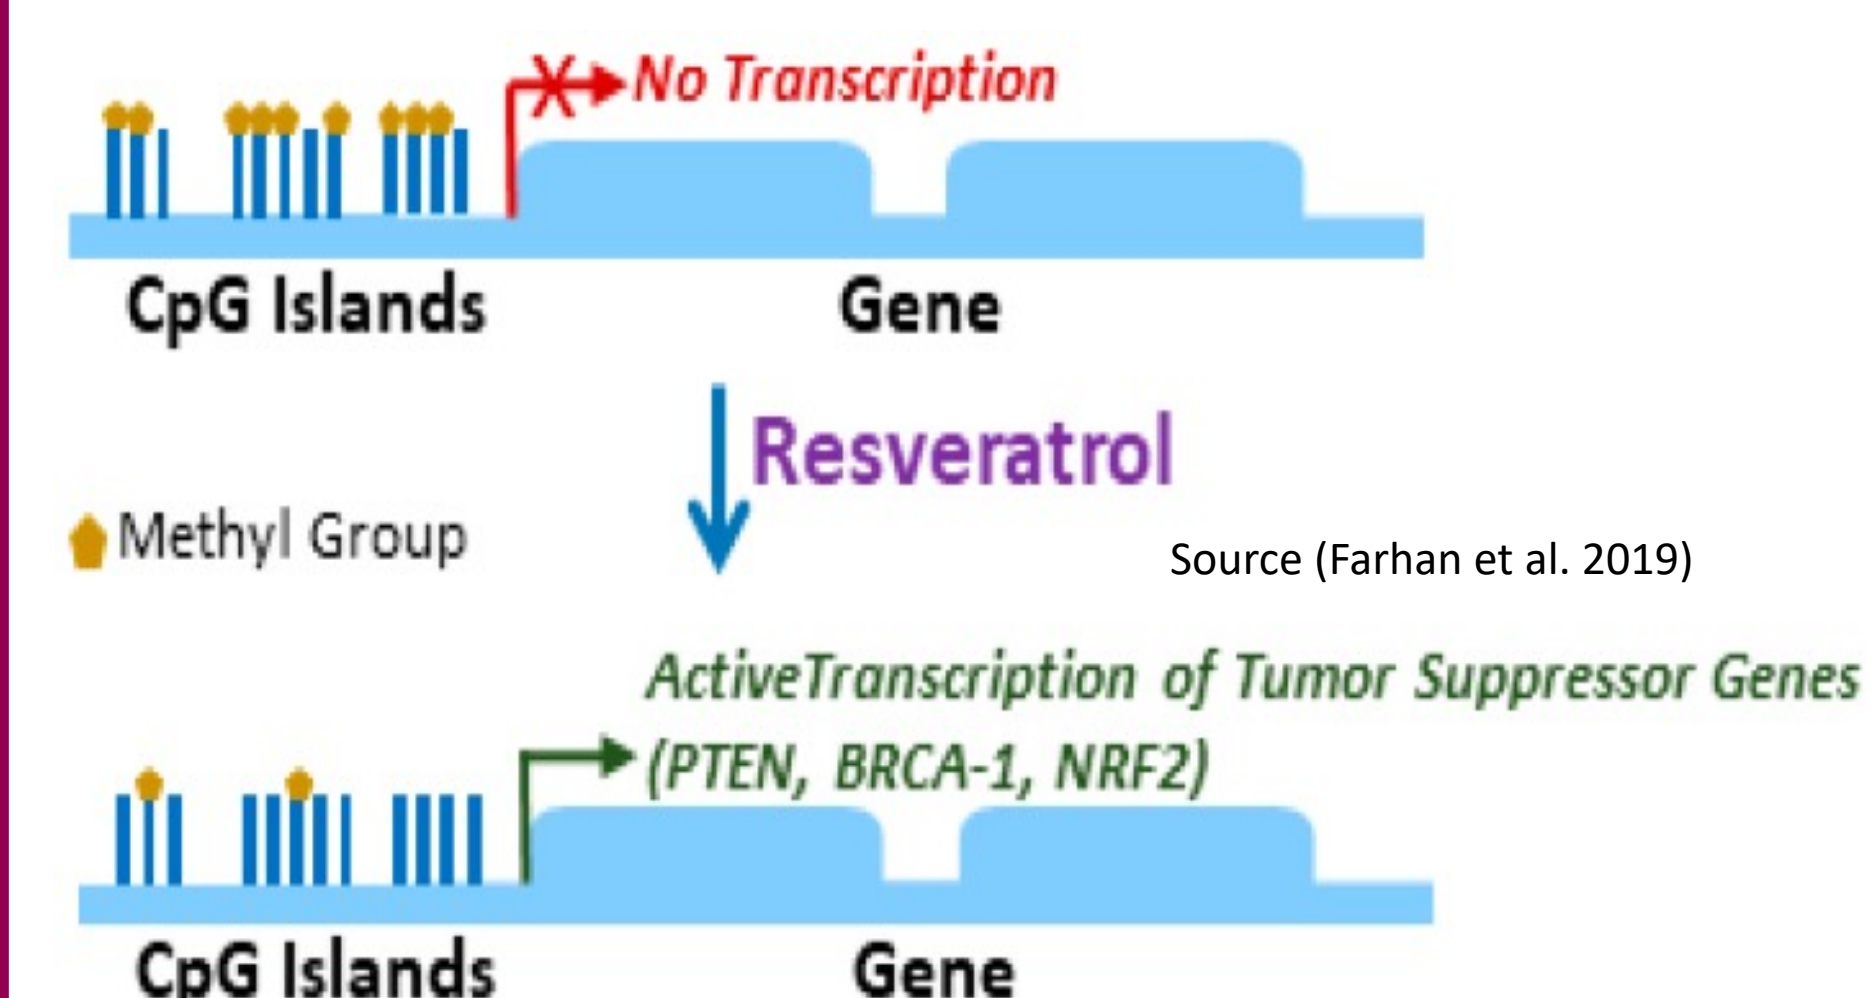 No Transcription
CpG Islands
Gene
Resveratrol
Methyl Group
Source (Farhan et al. 2019)
ActiveTranscription of Tumor Suppressor Genes
(PTEN, BRCA-1, NRF2)
CpG Islands
Gene